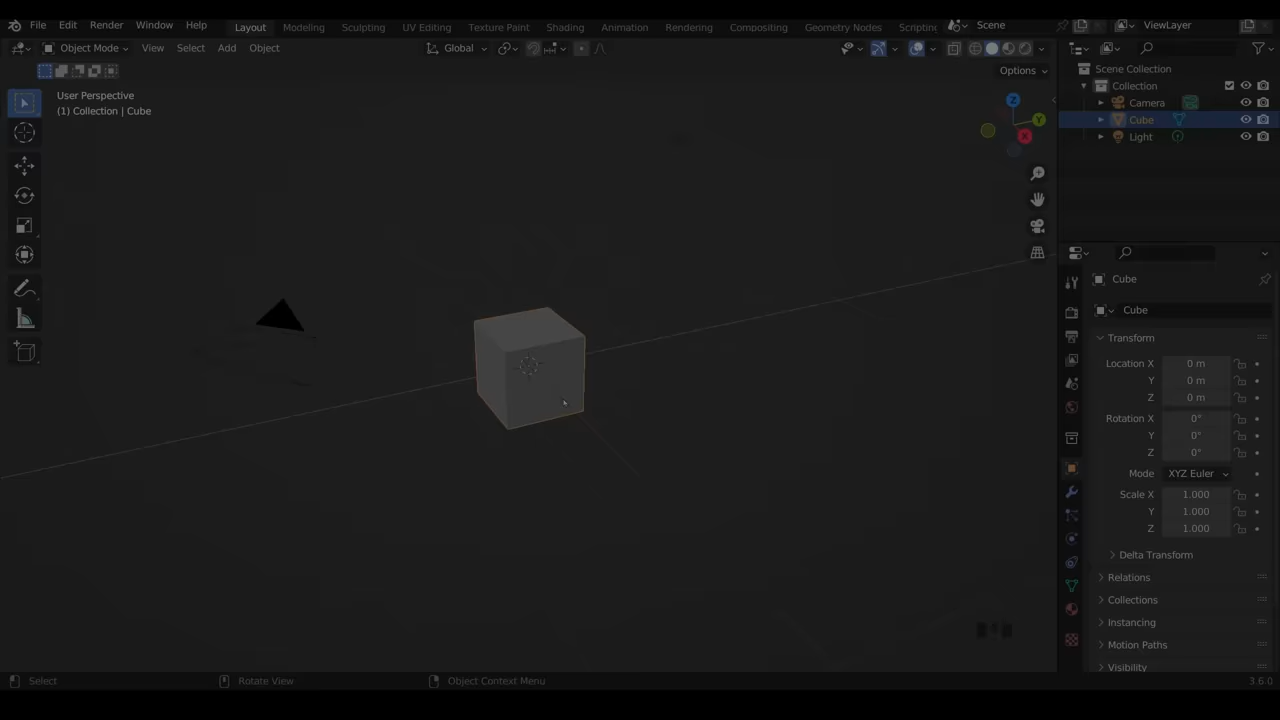 File Edit Render Window Help Layout Modeling Sculpting UV Editing Texture Paint Shading Animation Rendering Compositing Geometry Nodes Scripting Scene ViewLayer
Object Mode View Select Add Object Global
Options
User Perspective
(1) Collection | Cube
Z
Y
X
Scene Collection
Collection
Camera
Cube
Light
Cube
Cube
Transform
Location X 0 m
Y 0 m
Z 0 m
Rotation X 0°
Y 0°
Z 0°
Mode XYZ Euler
Scale X 1.000
Y 1.000
Z 1.000
Delta Transform
Relations
Collections
Instancing
Motion Paths
Visibility
Select Rotate View Object Context Menu 3.6.0